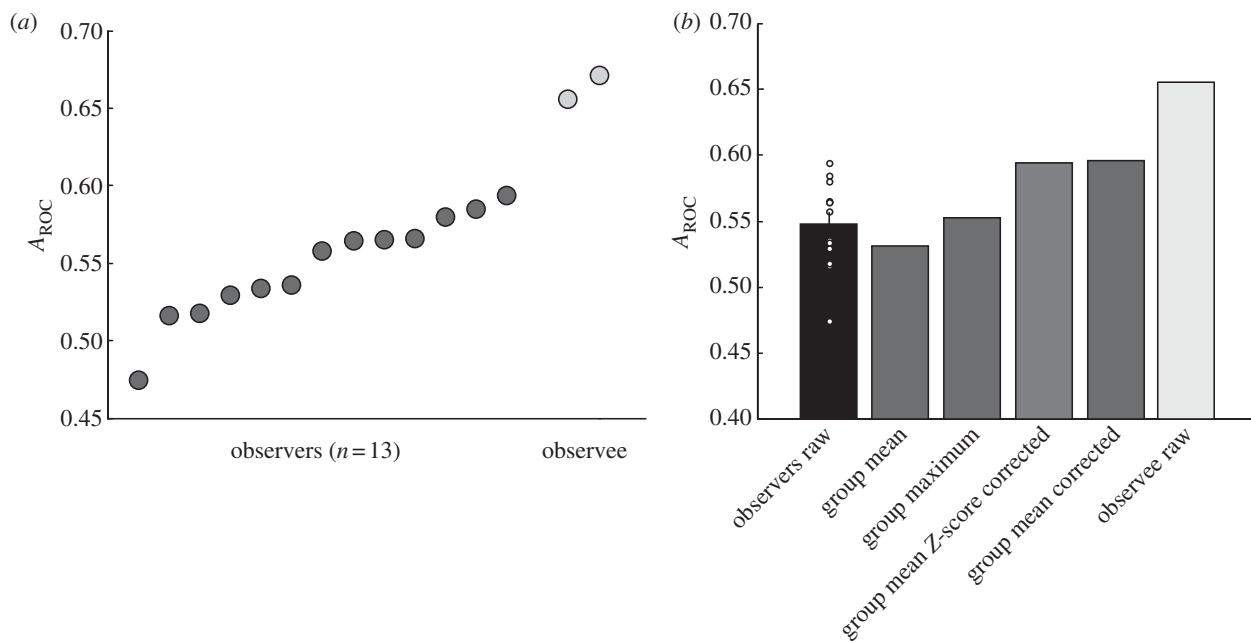 (a)
0.70
0.65
0.60
0.55
0.50
0.45
AROC
observers (n=13)
observee
(b)
0.70
0.65
0.60
0.55
0.50
0.45
0.40
AROC
observers raw
group mean
group maximum
group mean Z-score corrected
group mean corrected
observee raw